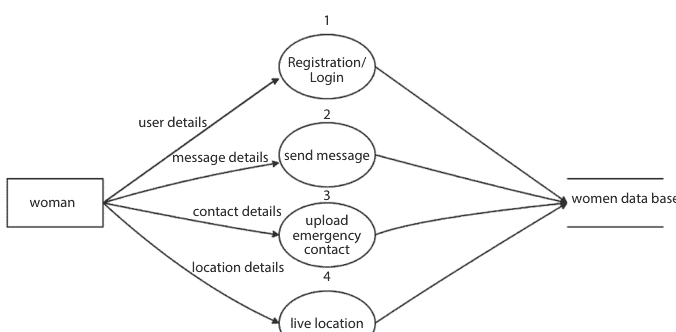 1
Registration/
Login
user details
2
message details
send message
3
woman
women data base
contact details
upload
emergency
contact
location details
4
live location